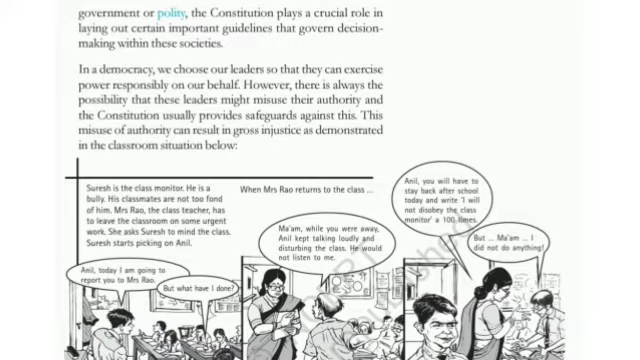 government or polity, the Constitution plays a crucial role in
laying out certain important guidelines that govern decision-
making within these societies.
In a democracy, we choose our leaders so that they can exercise
power responsibly on our behalf. However, there is always the
possibility that these leaders might misuse their authority and
the Constitution usually provides safeguards against this. This
misuse of authority can result in gross injustice as demonstrated
in the classroom situation below:
Suresh is the class monitor. He is a
bully. His classmates are not too fond
of him. Mrs Rao, the class teacher, has
to leave the classroom on some urgent
work. She asks Suresh to mind the class.
Suresh starts picking on Anil.
Anil, today I am going to
report you to Mrs Rao.
But what have I done?
When Mrs Rao returns to the class ...
Ma'am, while you were away,
Anil kept talking loudly and
disturbing the class. He would
not listen to me.
Anil, you will have to
stay back after school
today and write 'I will
not disobey the class
monitor' a 100 times.
But ... Ma'am ... I
did not do anything!